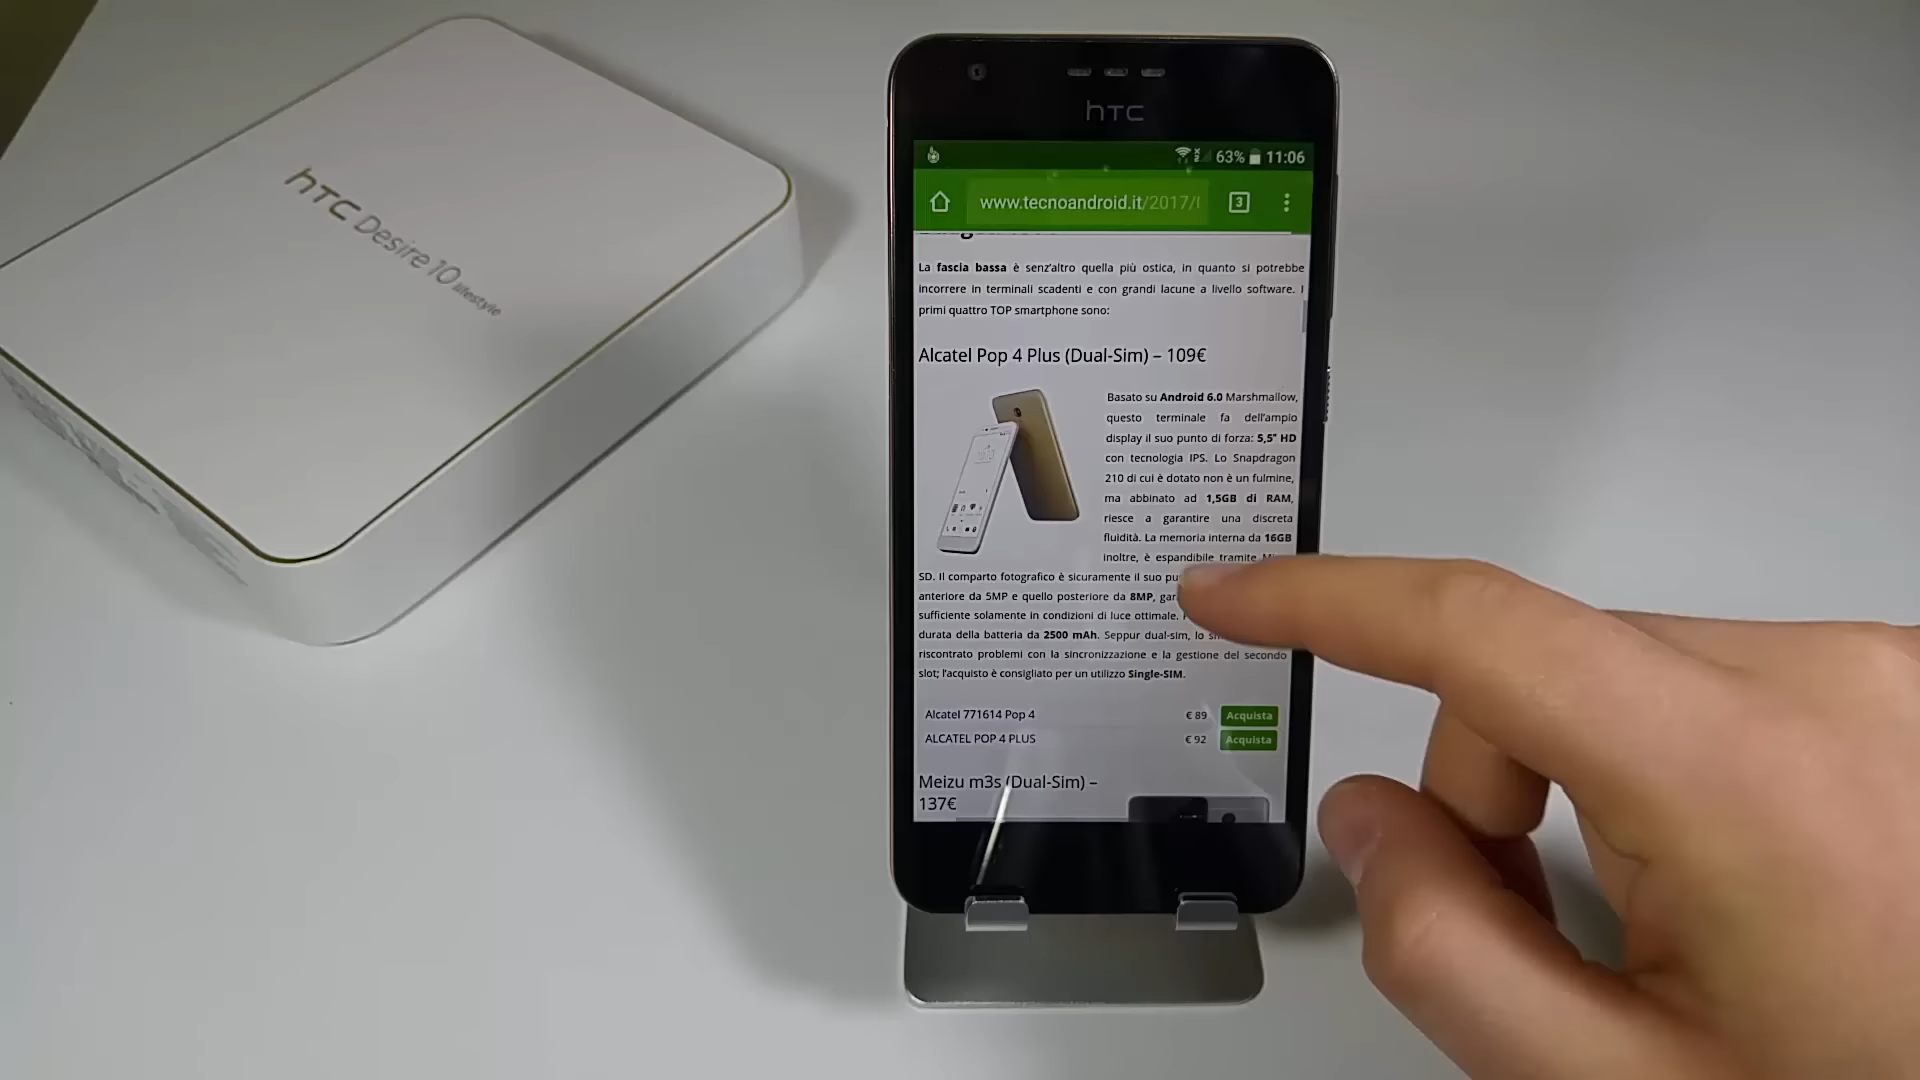 hTC Desire 10 lifestyle
hTC
63% 11:06
www.tecnoandroid.it/2017/
3
La fascia bassa è senz'altro quella più ostica, in quanto si potrebbe
incorrere in terminali scadenti e con grandi lacune a livello software. I
primi quattro TOP smartphone sono:
Alcatel Pop 4 Plus (Dual-Sim) – 109€
Basato su Android 6.0 Marshmallow,
questo terminale fa dell'ampio
display il suo punto di forza: 5,5" HD
con tecnologia IPS. Lo Snapdragon
210 di cui è dotato non è un fulmine,
ma abbinato ad 1,5GB di RAM,
riesce a garantire una discreta
fluidità. La memoria interna da 16GB
inoltre, è espandibile tramite
SD. Il comparto fotografico è sicuramente il suo
anteriore da 5MP e quello posteriore da 8MP,
sufficiente solamente in condizioni di luce ottimale.
durata della batteria da 2500 mAh. Seppur dual-sim, lo
riscontrato problemi con la sincronizzazione e la gestione del secondo
slot; l'acquisto è consigliato per un utilizzo Single-SIM.
Alcatel 771614 Pop 4 € 89 Acquista
ALCATEL POP 4 PLUS € 92 Acquista
Meizu m3s (Dual-Sim) –
137€